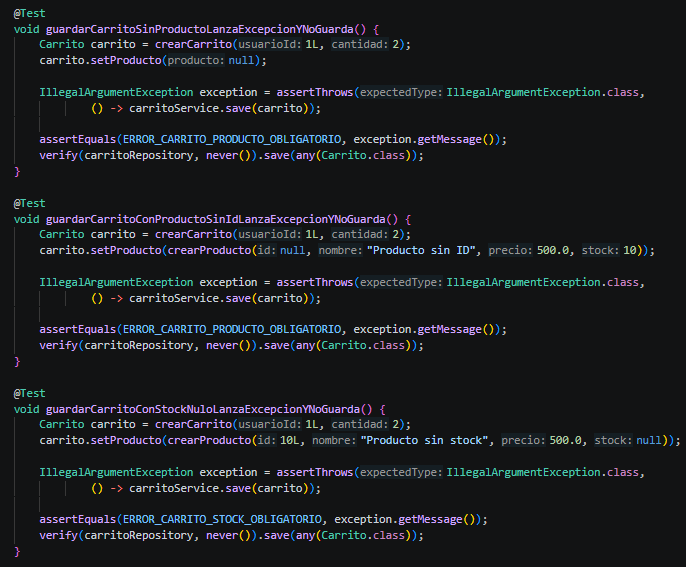 @Test
void guardarCarritoSinProductoLanzaExcepcionYNoGuarda() {
Carrito carrito = crearCarrito(usuarioId: 1L, cantidad: 2);
carrito.setProducto(producto: null);
IllegalArgumentException exception = assertThrows(expectedType: IllegalArgumentException.class,
() -> carritoService.save(carrito));
assertEquals(ERROR_CARRITO_PRODUCTO_OBLIGATORIO, exception.getMessage());
verify(carritoRepository, never()).save(any(Carrito.class));
}
@Test
void guardarCarritoConProductoSinIdLanzaExcepcionYNoGuarda() {
Carrito carrito = crearCarrito(usuarioId: 1L, cantidad: 2);
carrito.setProducto(crearProducto(id: null, nombre: "Producto sin ID", precio: 500.0, stock: 10));
IllegalArgumentException exception = assertThrows(expectedType: IllegalArgumentException.class,
() -> carritoService.save(carrito));
assertEquals(ERROR_CARRITO_PRODUCTO_OBLIGATORIO, exception.getMessage());
verify(carritoRepository, never()).save(any(Carrito.class));
}
@Test
void guardarCarritoConStockNuloLanzaExcepcionYNoGuarda() {
Carrito carrito = crearCarrito(usuarioId: 1L, cantidad: 2);
carrito.setProducto(crearProducto(id: 10L, nombre: "Producto sin stock", precio: 500.0, stock: null));
IllegalArgumentException exception = assertThrows(expectedType: IllegalArgumentException.class,
() -> carritoService.save(carrito));
assertEquals(ERROR_CARRITO_STOCK_OBLIGATORIO, exception.getMessage());
verify(carritoRepository, never()).save(any(Carrito.class));
}